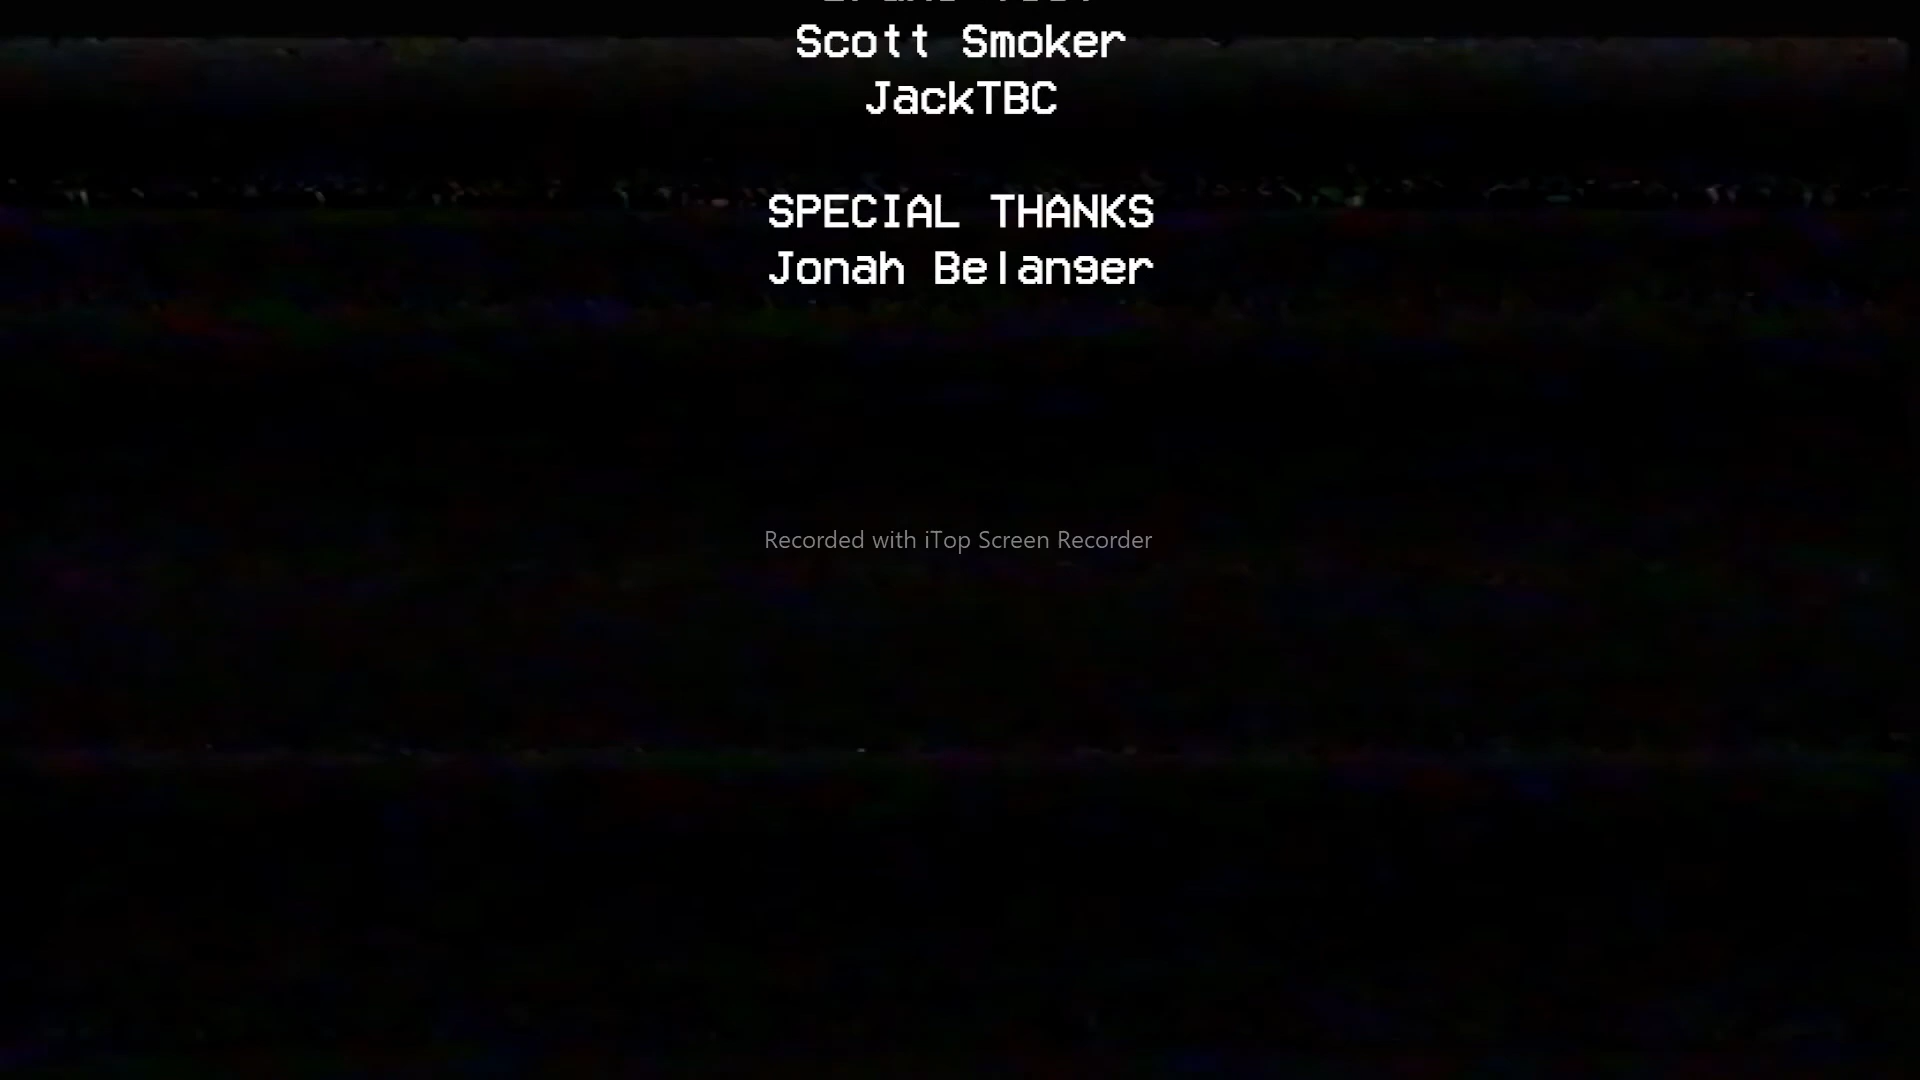 Scott Smoker
JackTBC
SPECIAL THANKS
Jonah Belanger
Recorded with iTop Screen Recorder